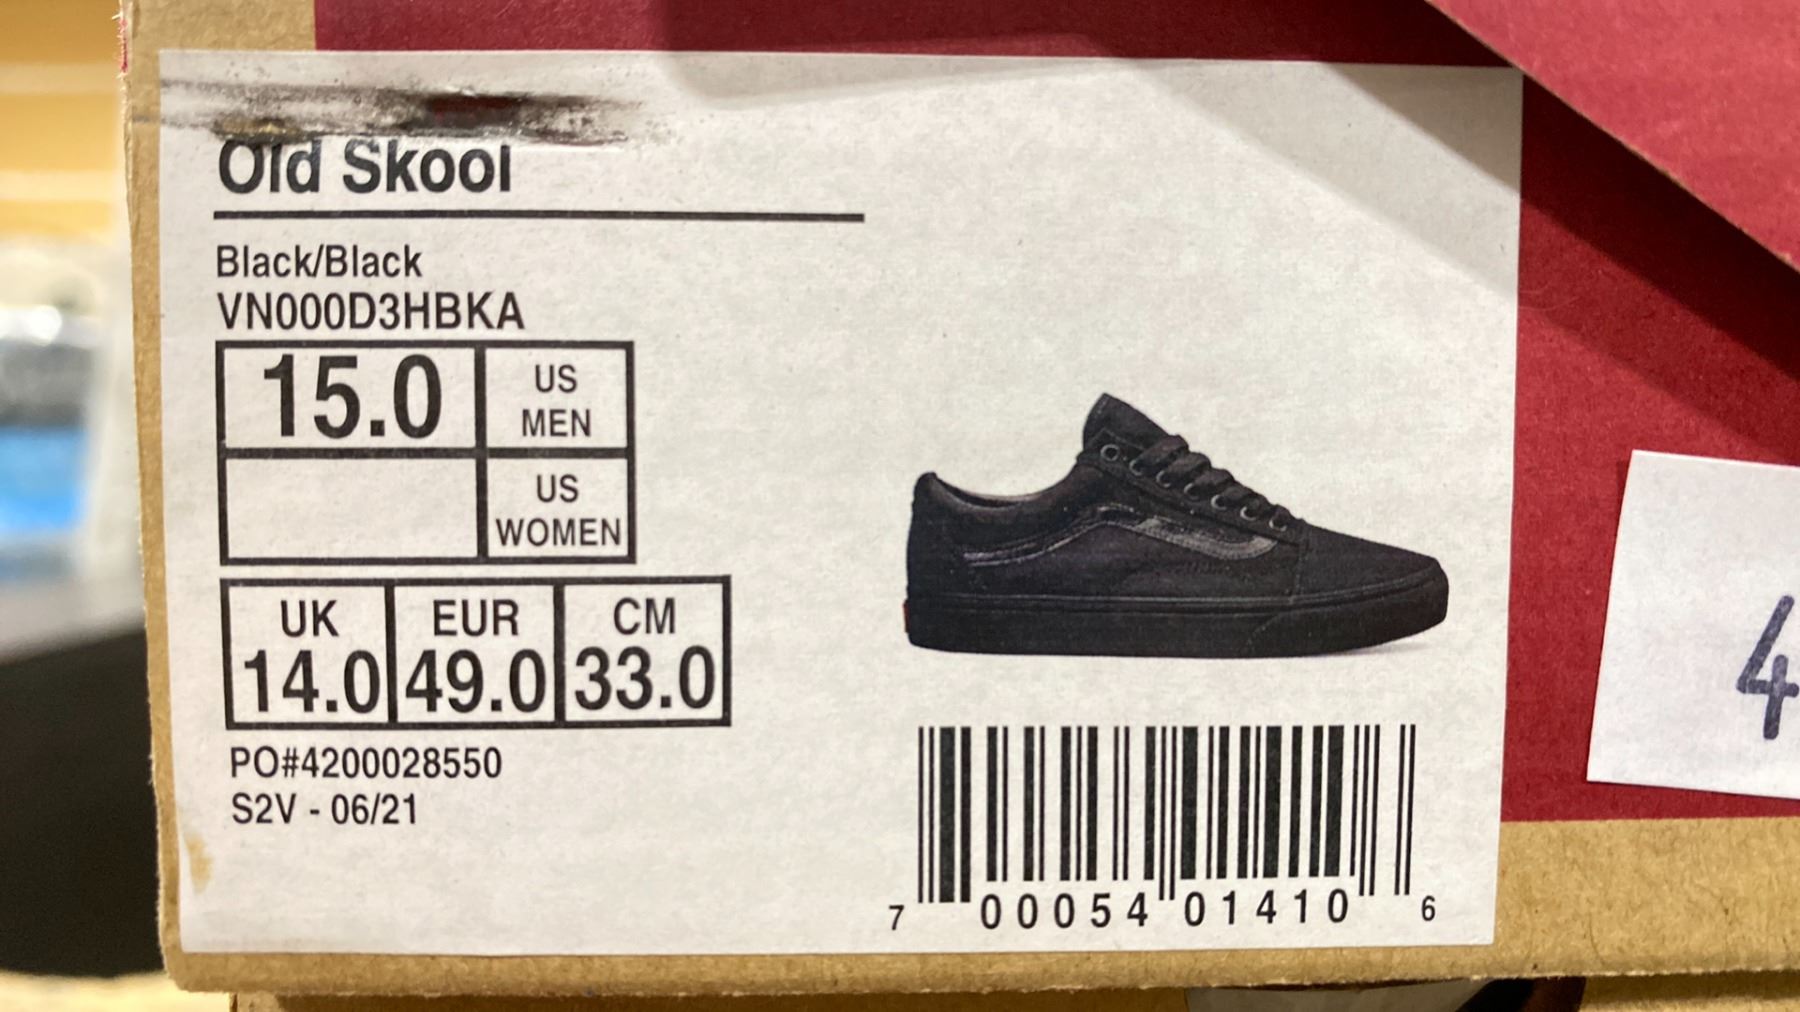 Old Skool
Black/Black
VN000D3HBKA
15.0 US MEN
US WOMEN
UK EUR CM
14.0 49.0 33.0
PO#4200028550
S2V - 06/21
7 00054 01410 6
4